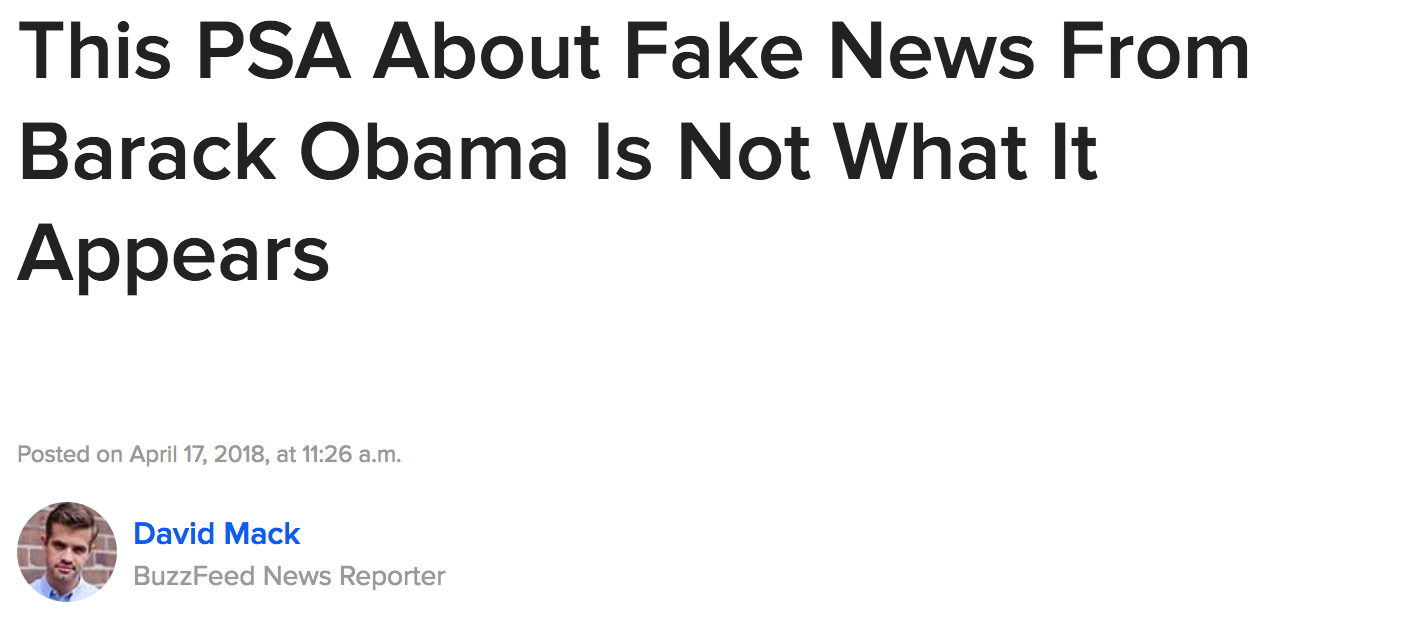 This PSA About Fake News From
Barack Obama Is Not What It
Appears
Posted on April 17, 2018, at 11:26 a.m.
David Mack
BuzzFeed News Reporter